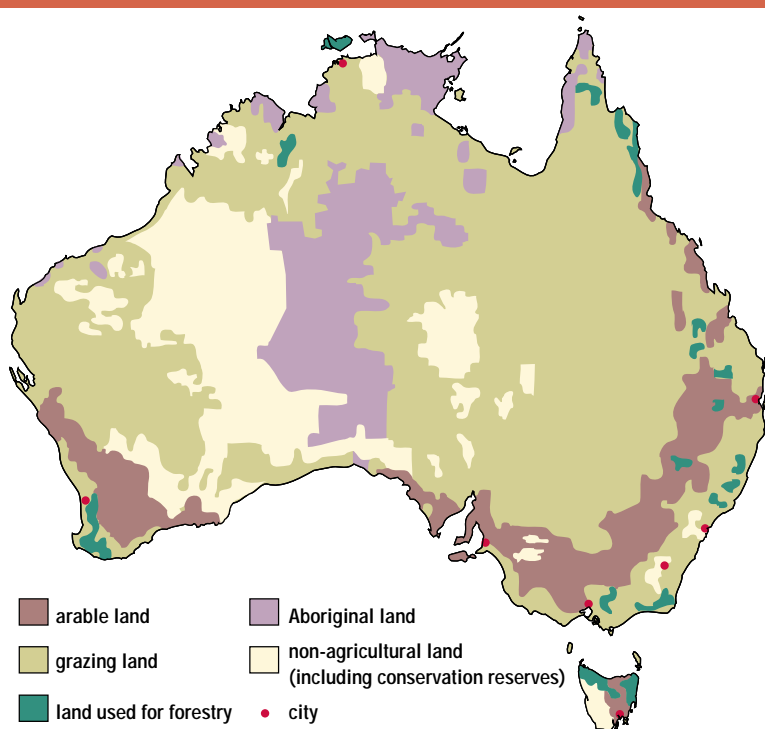 arable land
grazing land
land used for forestry
Aboriginal land
non-agricultural land
(including conservation reserves)
city